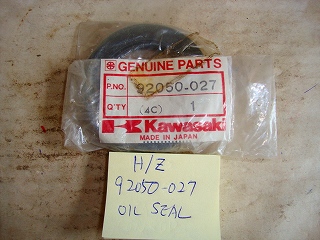 GENUINE PARTS
P.NO. 92050-027
Q'TY (4C) 1
Kawasaki
MADE IN JAPAN
H/Z
92050-027
OIL SEAL